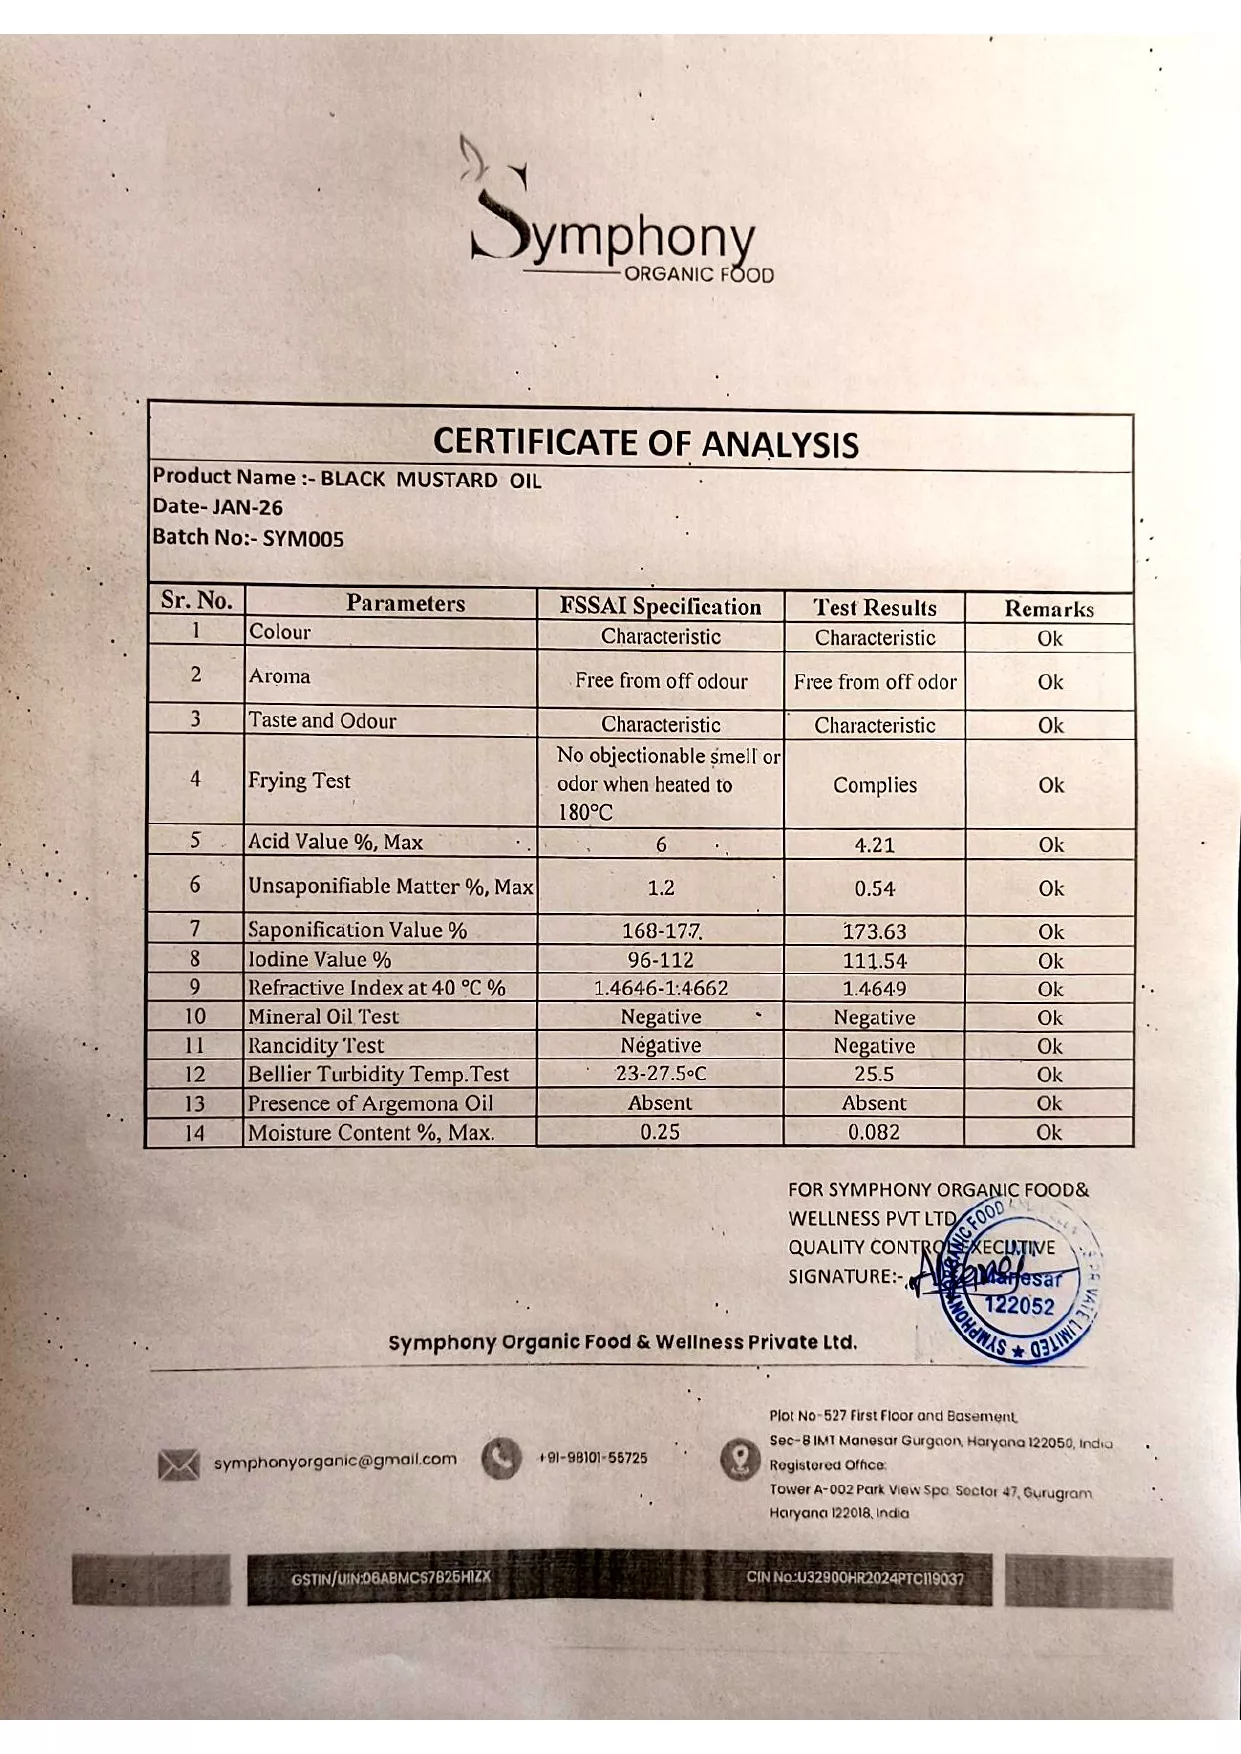 Symphony
ORGANIC FOOD
CERTIFICATE OF ANALYSIS
Product Name :- BLACK MUSTARD OIL
Date- JAN-26
Batch No:- SYM005
Sr. No. Parameters FSSAI Specification Test Results Remarks
1 Colour Characteristic Characteristic Ok
2 Aroma Free from off odour Free from off odor Ok
3 Taste and Odour Characteristic Characteristic Ok
4 Frying Test No objectionable smell or odor when heated to 180°C Complies Ok
5 Acid Value %, Max 6 4.21 Ok
6 Unsaponifiable Matter %, Max 1.2 0.54 Ok
7 Saponification Value % 168-177 173.63 Ok
8 Iodine Value % 96-112 111.54 Ok
9 Refractive Index at 40 °C % 1.4646-1.4662 1.4649 Ok
10 Mineral Oil Test Negative Negative Ok
11 Rancidity Test Negative Negative Ok
12 Bellier Turbidity Temp.Test 23-27.5°C 25.5 Ok
13 Presence of Argemona Oil Absent Absent Ok
14 Moisture Content %, Max. 0.25 0.082 Ok
FOR SYMPHONY ORGANIC FOOD&
WELLNESS PVT LTD
QUALITY CONTROL EXECUTIVE
SIGNATURE:-
SYMPHONY ORGANIC FOOD PRIVATE LIMITED ★
Manesar
122052
Symphony Organic Food & Wellness Private Ltd.
symphonyorganic@gmail.com
+91-98101-55725
Plot No-527 First Floor and Basement,
Sec-8 IMT Manesar Gurgaon, Haryana 122050, India
Registered Office:
Tower A-002 Park View Spa Sector 47, Gurugram
Haryana 122018, India
GSTIN/UIN:06ABMCS7825H1ZX
CIN No.:U32900HR2024PTC119037